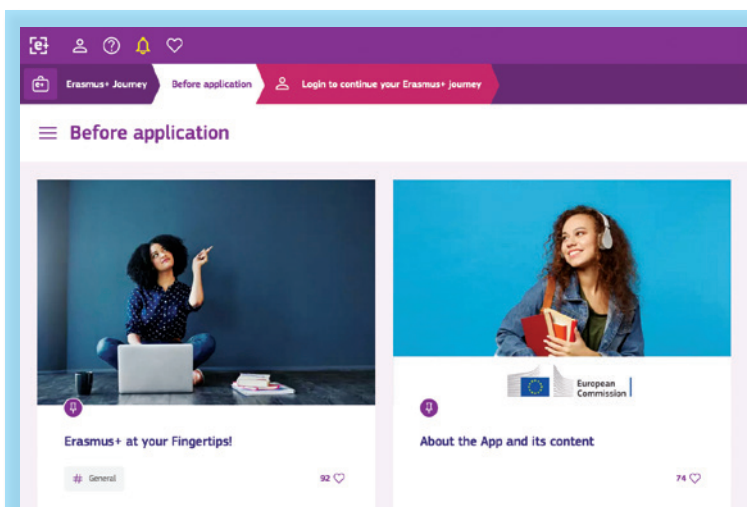 e+
e+
Erasmus+ Journey
Before application
Login to continue your Erasmus+ journey
Before application
European
Commission
Erasmus+ at your Fingertips!
About the App and its content
# General
92
74